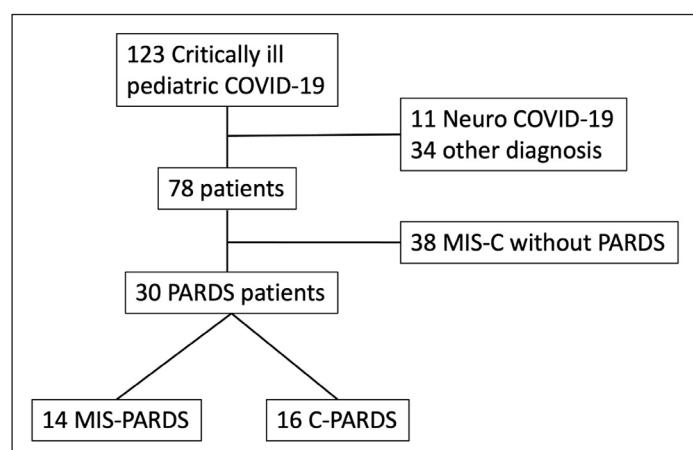 123 Critically ill
pediatric COVID-19
11 Neuro COVID-19
34 other diagnosis
78 patients
38 MIS-C without PARDS
30 PARDS patients
14 MIS-PARDS
16 C-PARDS